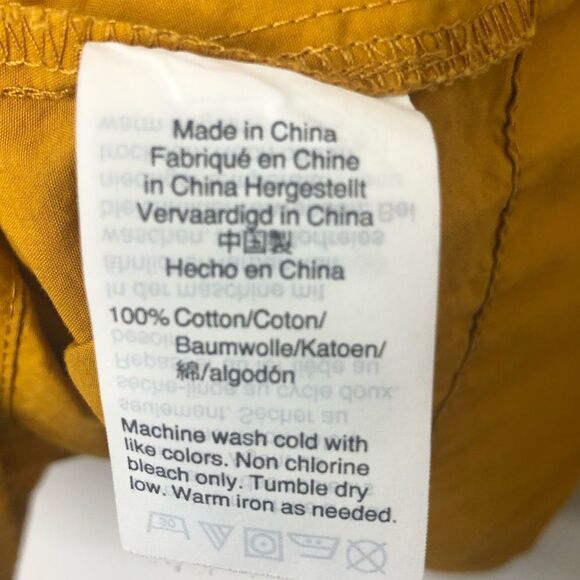 Made in China
Fabriqué en Chine
in China Hergestellt
Vervaardigd in China
中国製
Hecho en China
100% Cotton/Coton/
Baumwolle/Katoen/
綿/algodón
Machine wash cold with
like colors. Non chlorine
bleach only. Tumble dry
low. Warm iron as needed.
30